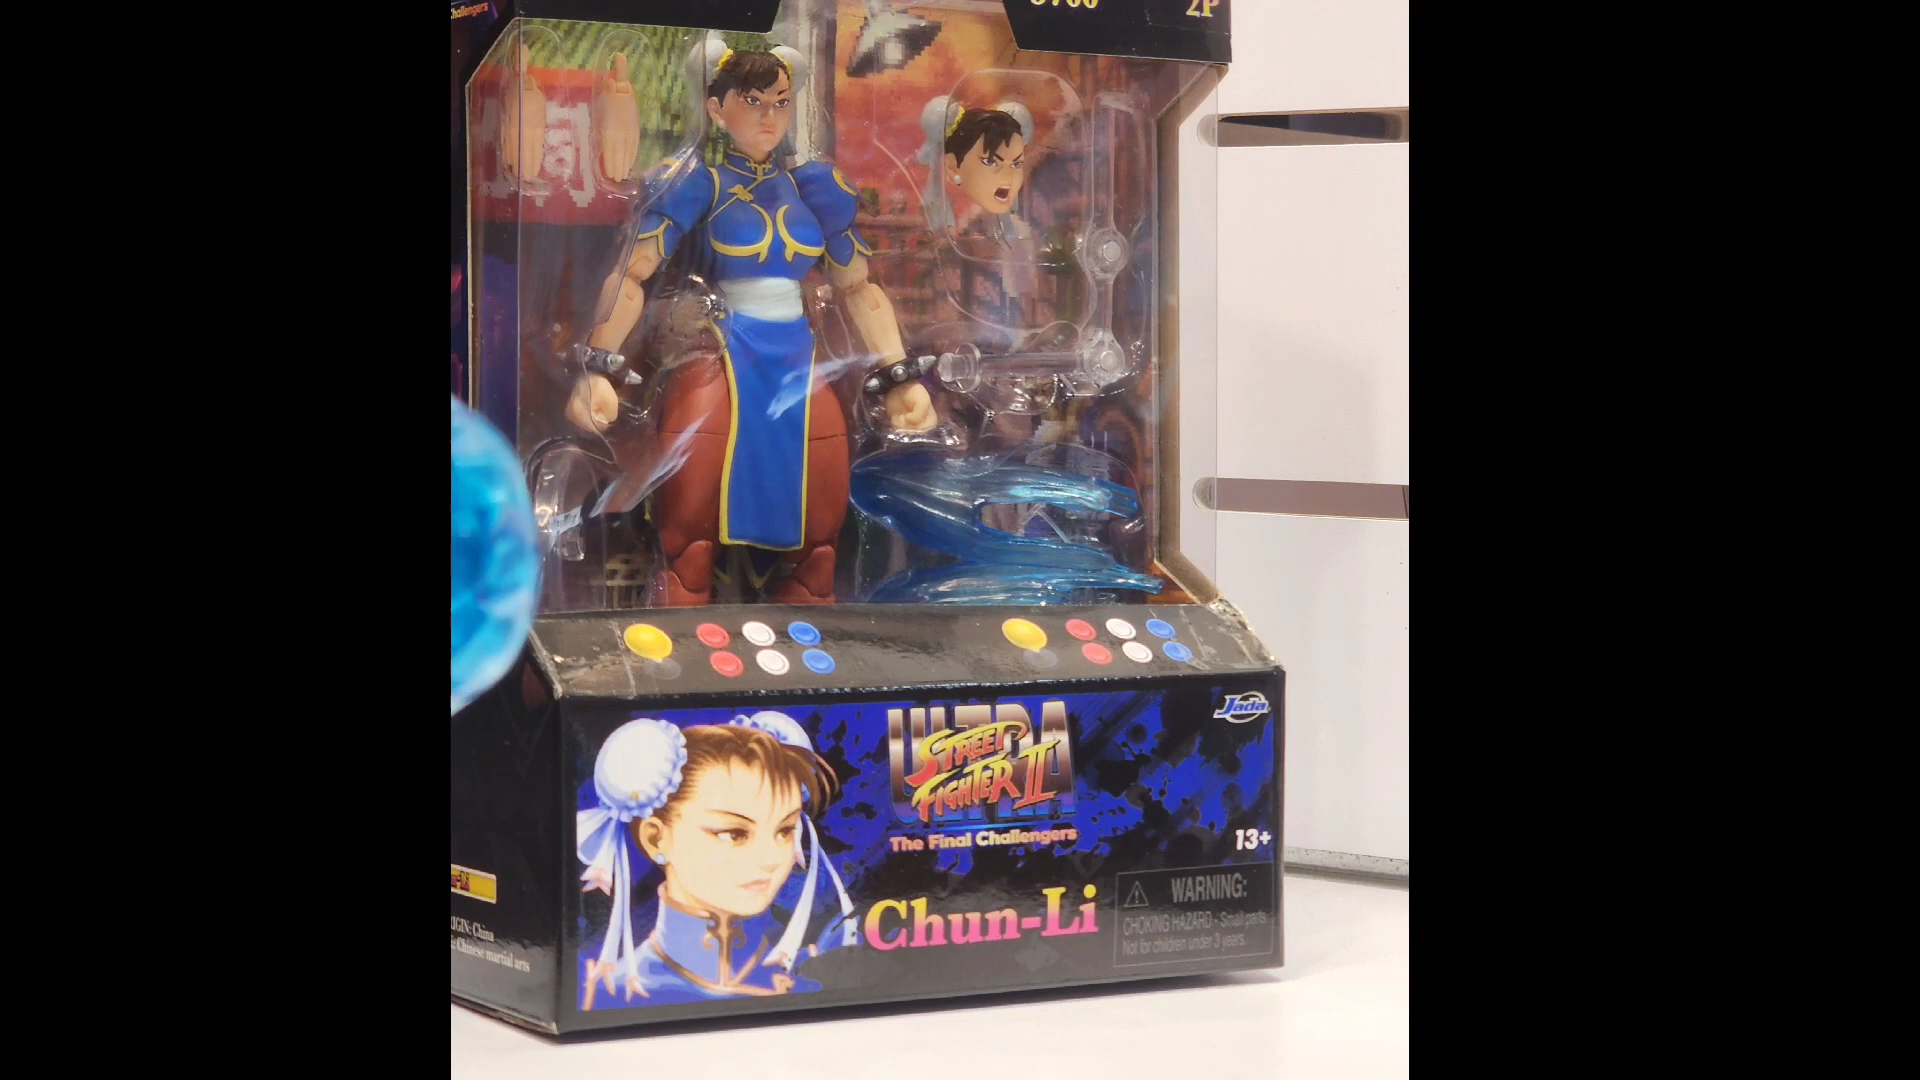 Challengers
2P
Jada
ULTRA
STREET
FIGHTER II
The Final Challengers
13+
Chun-Li
WARNING:
CHOKING HAZARD - Small parts
Not for children under 3 years.
China
Chinese martial arts